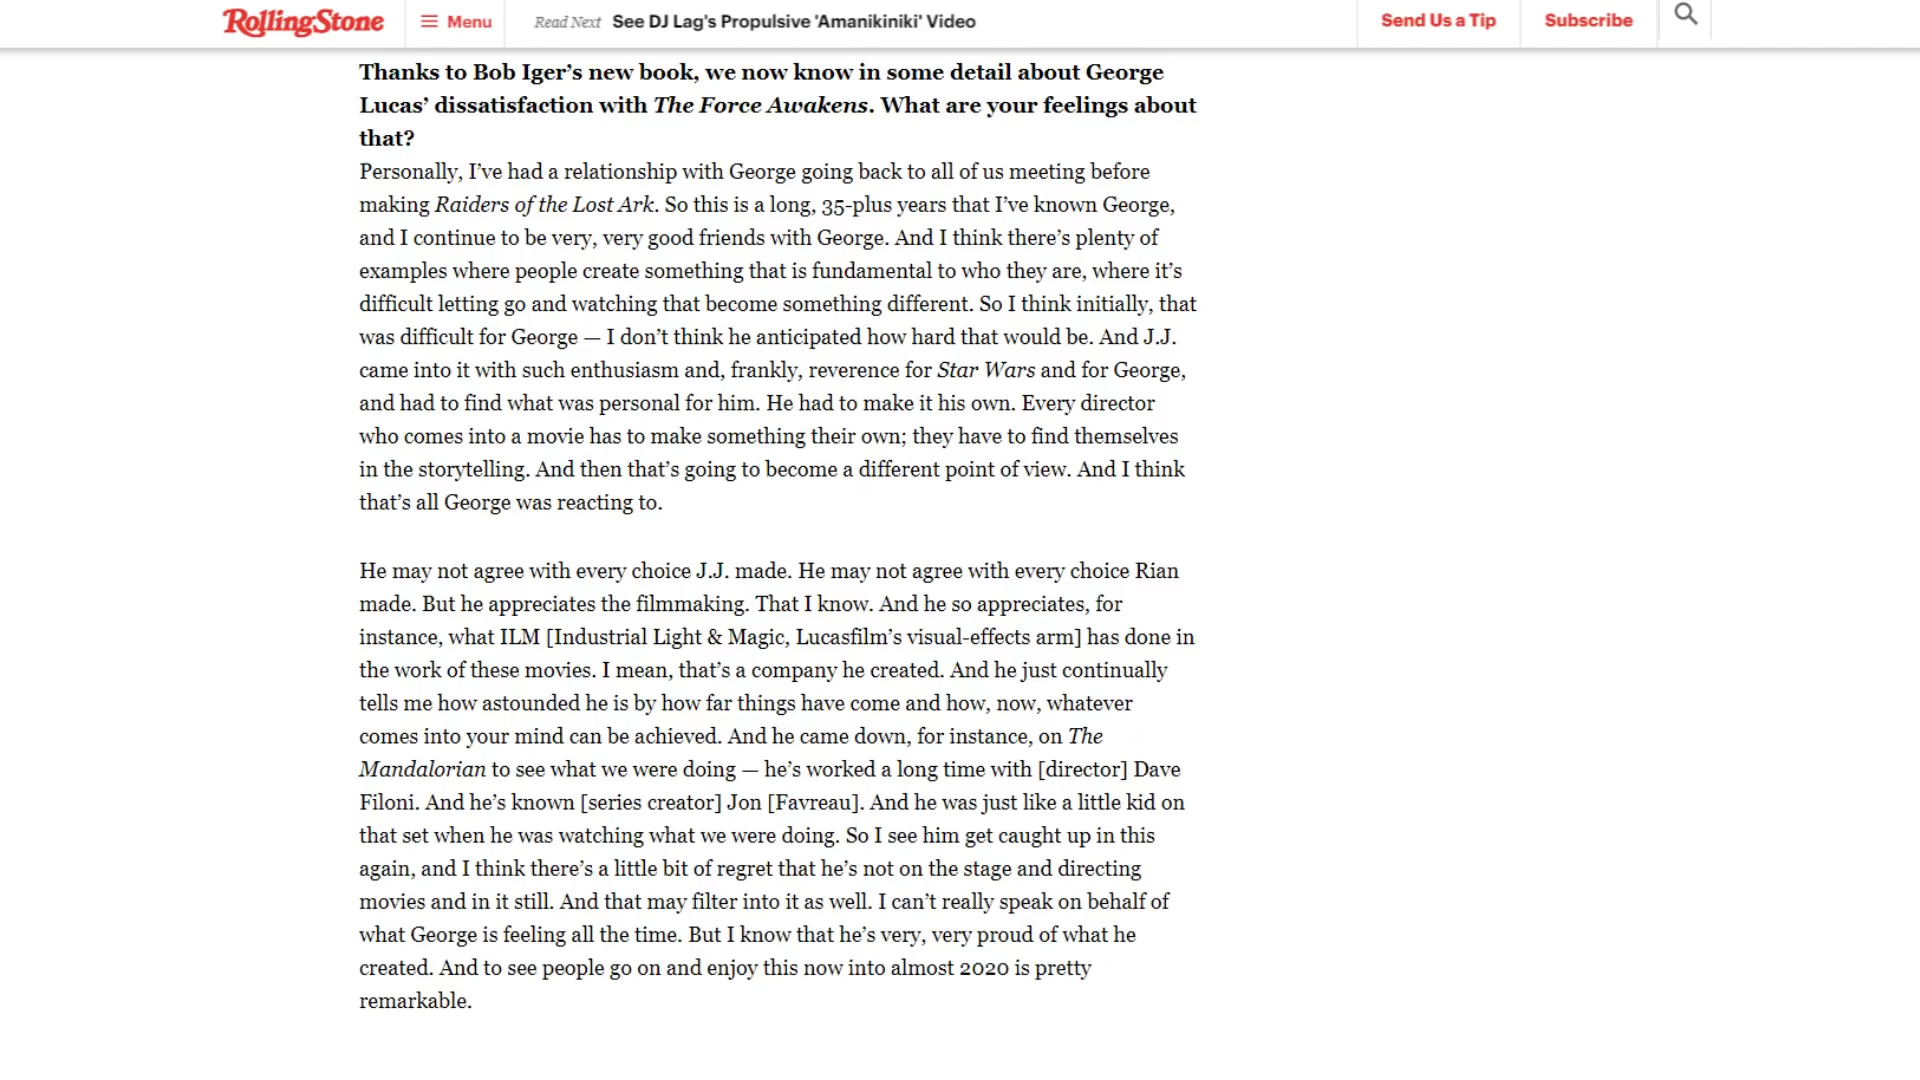 RollingStone
Menu
Read Next See DJ Lag's Propulsive 'Amanikiniki' Video
Send Us a Tip
Subscribe
Thanks to Bob Iger’s new book, we now know in some detail about George
Lucas’ dissatisfaction with The Force Awakens. What are your feelings about
that?
Personally, I’ve had a relationship with George going back to all of us meeting before
making Raiders of the Lost Ark. So this is a long, 35-plus years that I’ve known George,
and I continue to be very, very good friends with George. And I think there’s plenty of
examples where people create something that is fundamental to who they are, where it’s
difficult letting go and watching that become something different. So I think initially, that
was difficult for George — I don’t think he anticipated how hard that would be. And J.J.
came into it with such enthusiasm and, frankly, reverence for Star Wars and for George,
and had to find what was personal for him. He had to make it his own. Every director
who comes into a movie has to make something their own; they have to find themselves
in the storytelling. And then that’s going to become a different point of view. And I think
that’s all George was reacting to.
He may not agree with every choice J.J. made. He may not agree with every choice Rian
made. But he appreciates the filmmaking. That I know. And he so appreciates, for
instance, what ILM [Industrial Light & Magic, Lucasfilm’s visual-effects arm] has done in
the work of these movies. I mean, that’s a company he created. And he just continually
tells me how astounded he is by how far things have come and how, now, whatever
comes into your mind can be achieved. And he came down, for instance, on The
Mandalorian to see what we were doing — he’s worked a long time with [director] Dave
Filoni. And he’s known [series creator] Jon [Favreau]. And he was just like a little kid on
that set when he was watching what we were doing. So I see him get caught up in this
again, and I think there’s a little bit of regret that he’s not on the stage and directing
movies and in it still. And that may filter into it as well. I can’t really speak on behalf of
what George is feeling all the time. But I know that he’s very, very proud of what he
created. And to see people go on and enjoy this now into almost 2020 is pretty
remarkable.